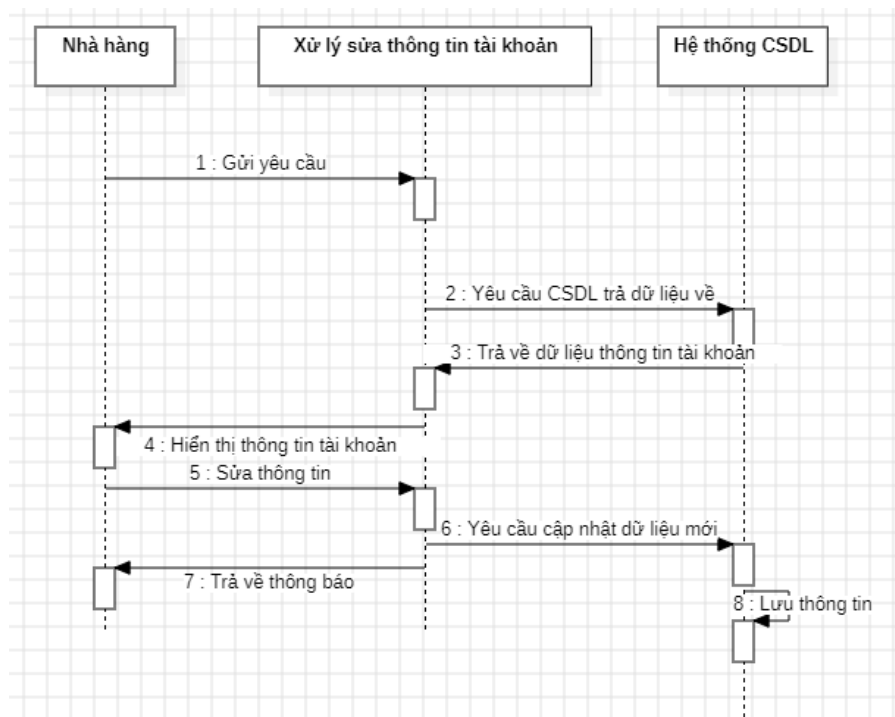 Nhà hàng
Xử lý sửa thông tin tài khoản
Hệ thống CSDL
1 : Gửi yêu cầu
2 : Yêu cầu CSDL trả dữ liệu về
3 : Trả về dữ liệu thông tin tài khoản
4 : Hiển thị thông tin tài khoản
5 : Sửa thông tin
6 : Yêu cầu cập nhật dữ liệu mới
7 : Trả về thông báo
8 : Lưu thông tin